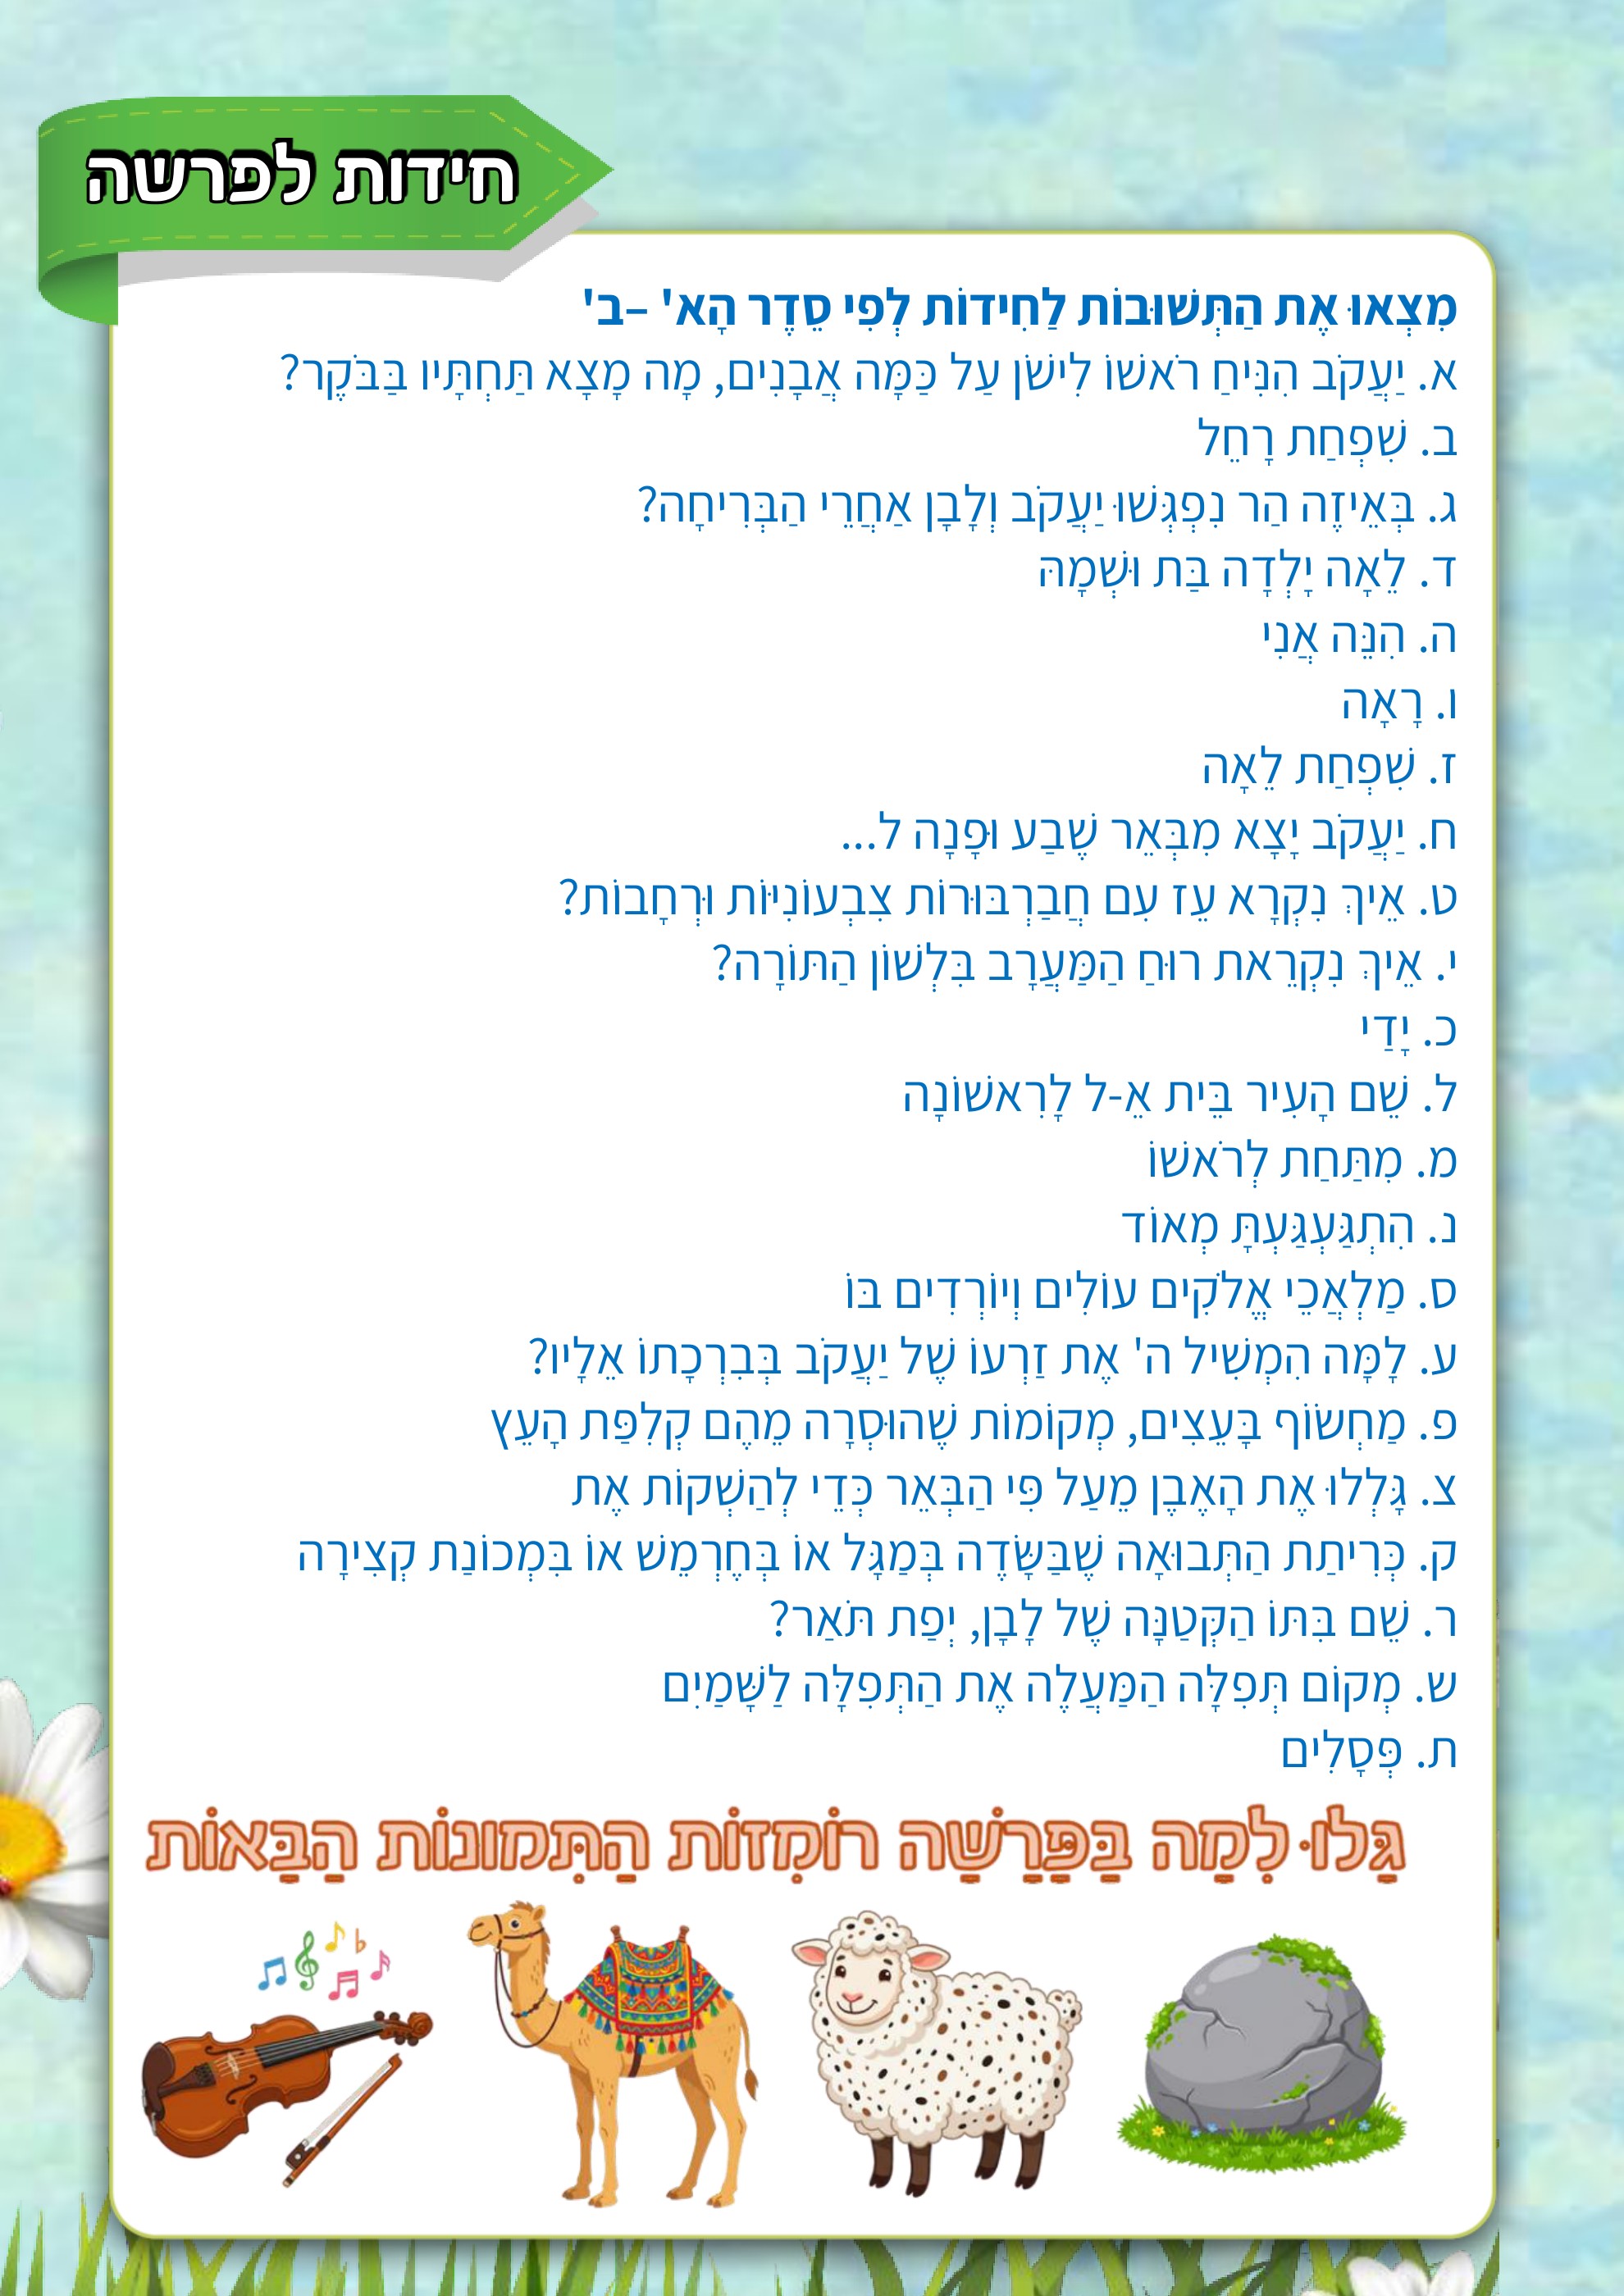 חידות לפרשה
מִצְאוּ אֶת הַתְּשׁוּבוֹת לַחִידוֹת לְפִי סֵדֶר הָא' –ב'
א. יַעֲקֹב הִנִּיחַ רֹאשׁוֹ לִישֹׁן עַל כַּמָּה אֲבָנִים, מָה מָצָא תַּחְתָּיו בַּבֹּקֶר?
ב. שִׁפְחַת רָחֵל
ג. בְּאֵיזֶה הַר נִפְגְּשׁוּ יַעֲקֹב וְלָבָן אַחֲרֵי הַבְּרִיחָה?
ד. לֵאָה יָלְדָה בַּת וּשְׁמָהּ
ה. הִנֵּה אֲנִי
ו. רָאָה
ז. שִׁפְחַת לֵאָה
ח. יַעֲקֹב יָצָא מִבְּאֵר שֶׁבַע וּפָנָה ל...
ט. אֵיךְ נִקְרָא עֵז עִם חֲבַרְבּוּרוֹת צִבְעוֹנִיּוֹת וּרְחָבוֹת?
י. אֵיךְ נִקְרֵאת רוּחַ הַמַּעֲרָב בִּלְשׁוֹן הַתּוֹרָה?
כ. יָדַי
ל. שֵׁם הָעִיר בֵּית אֵ-ל לָרִאשׁוֹנָה
מ. מִתַּחַת לְרֹאשׁוֹ
נ. הִתְגַּעְגַּעְתָּ מְאוֹד
ס. מַלְאֲכֵי אֱלֹקִים עוֹלִים וְיוֹרְדִים בּוֹ
ע. לָמָּה הִמְשִׁיל ה' אֶת זַרְעוֹ שֶׁל יַעֲקֹב בְּבִרְכָתוֹ אֵלָיו?
פ. מַחְשׂוֹף בָּעֵצִים, מְקוֹמוֹת שֶׁהוּסְרָה מֵהֶם קְלִפַּת הָעֵץ
צ. גָּלְלוּ אֶת הָאֶבֶן מֵעַל פִּי הַבְּאֵר כְּדֵי לְהַשְׁקוֹת אֶת
ק. כְּרִיתַת הַתְּבוּאָה שֶׁבַּשָּׂדֶה בְּמַגָּל אוֹ בְּחֶרְמֵשׁ אוֹ בִּמְכוֹנַת קְצִירָה
ר. שֵׁם בִּתּוֹ הַקְּטַנָּה שֶׁל לָבָן, יְפַת תֹּאַר?
ש. מְקוֹם תְּפִלָּה הַמַּעֲלֶה אֶת הַתְּפִלָּה לַשָּׁמַיִם
ת. פְּסָלִים
גַּלוּ לְמַה בַּפַּרָשָׁה רוֹמְזוֹת הַתְּמוּנוֹת הַבַּאוֹת